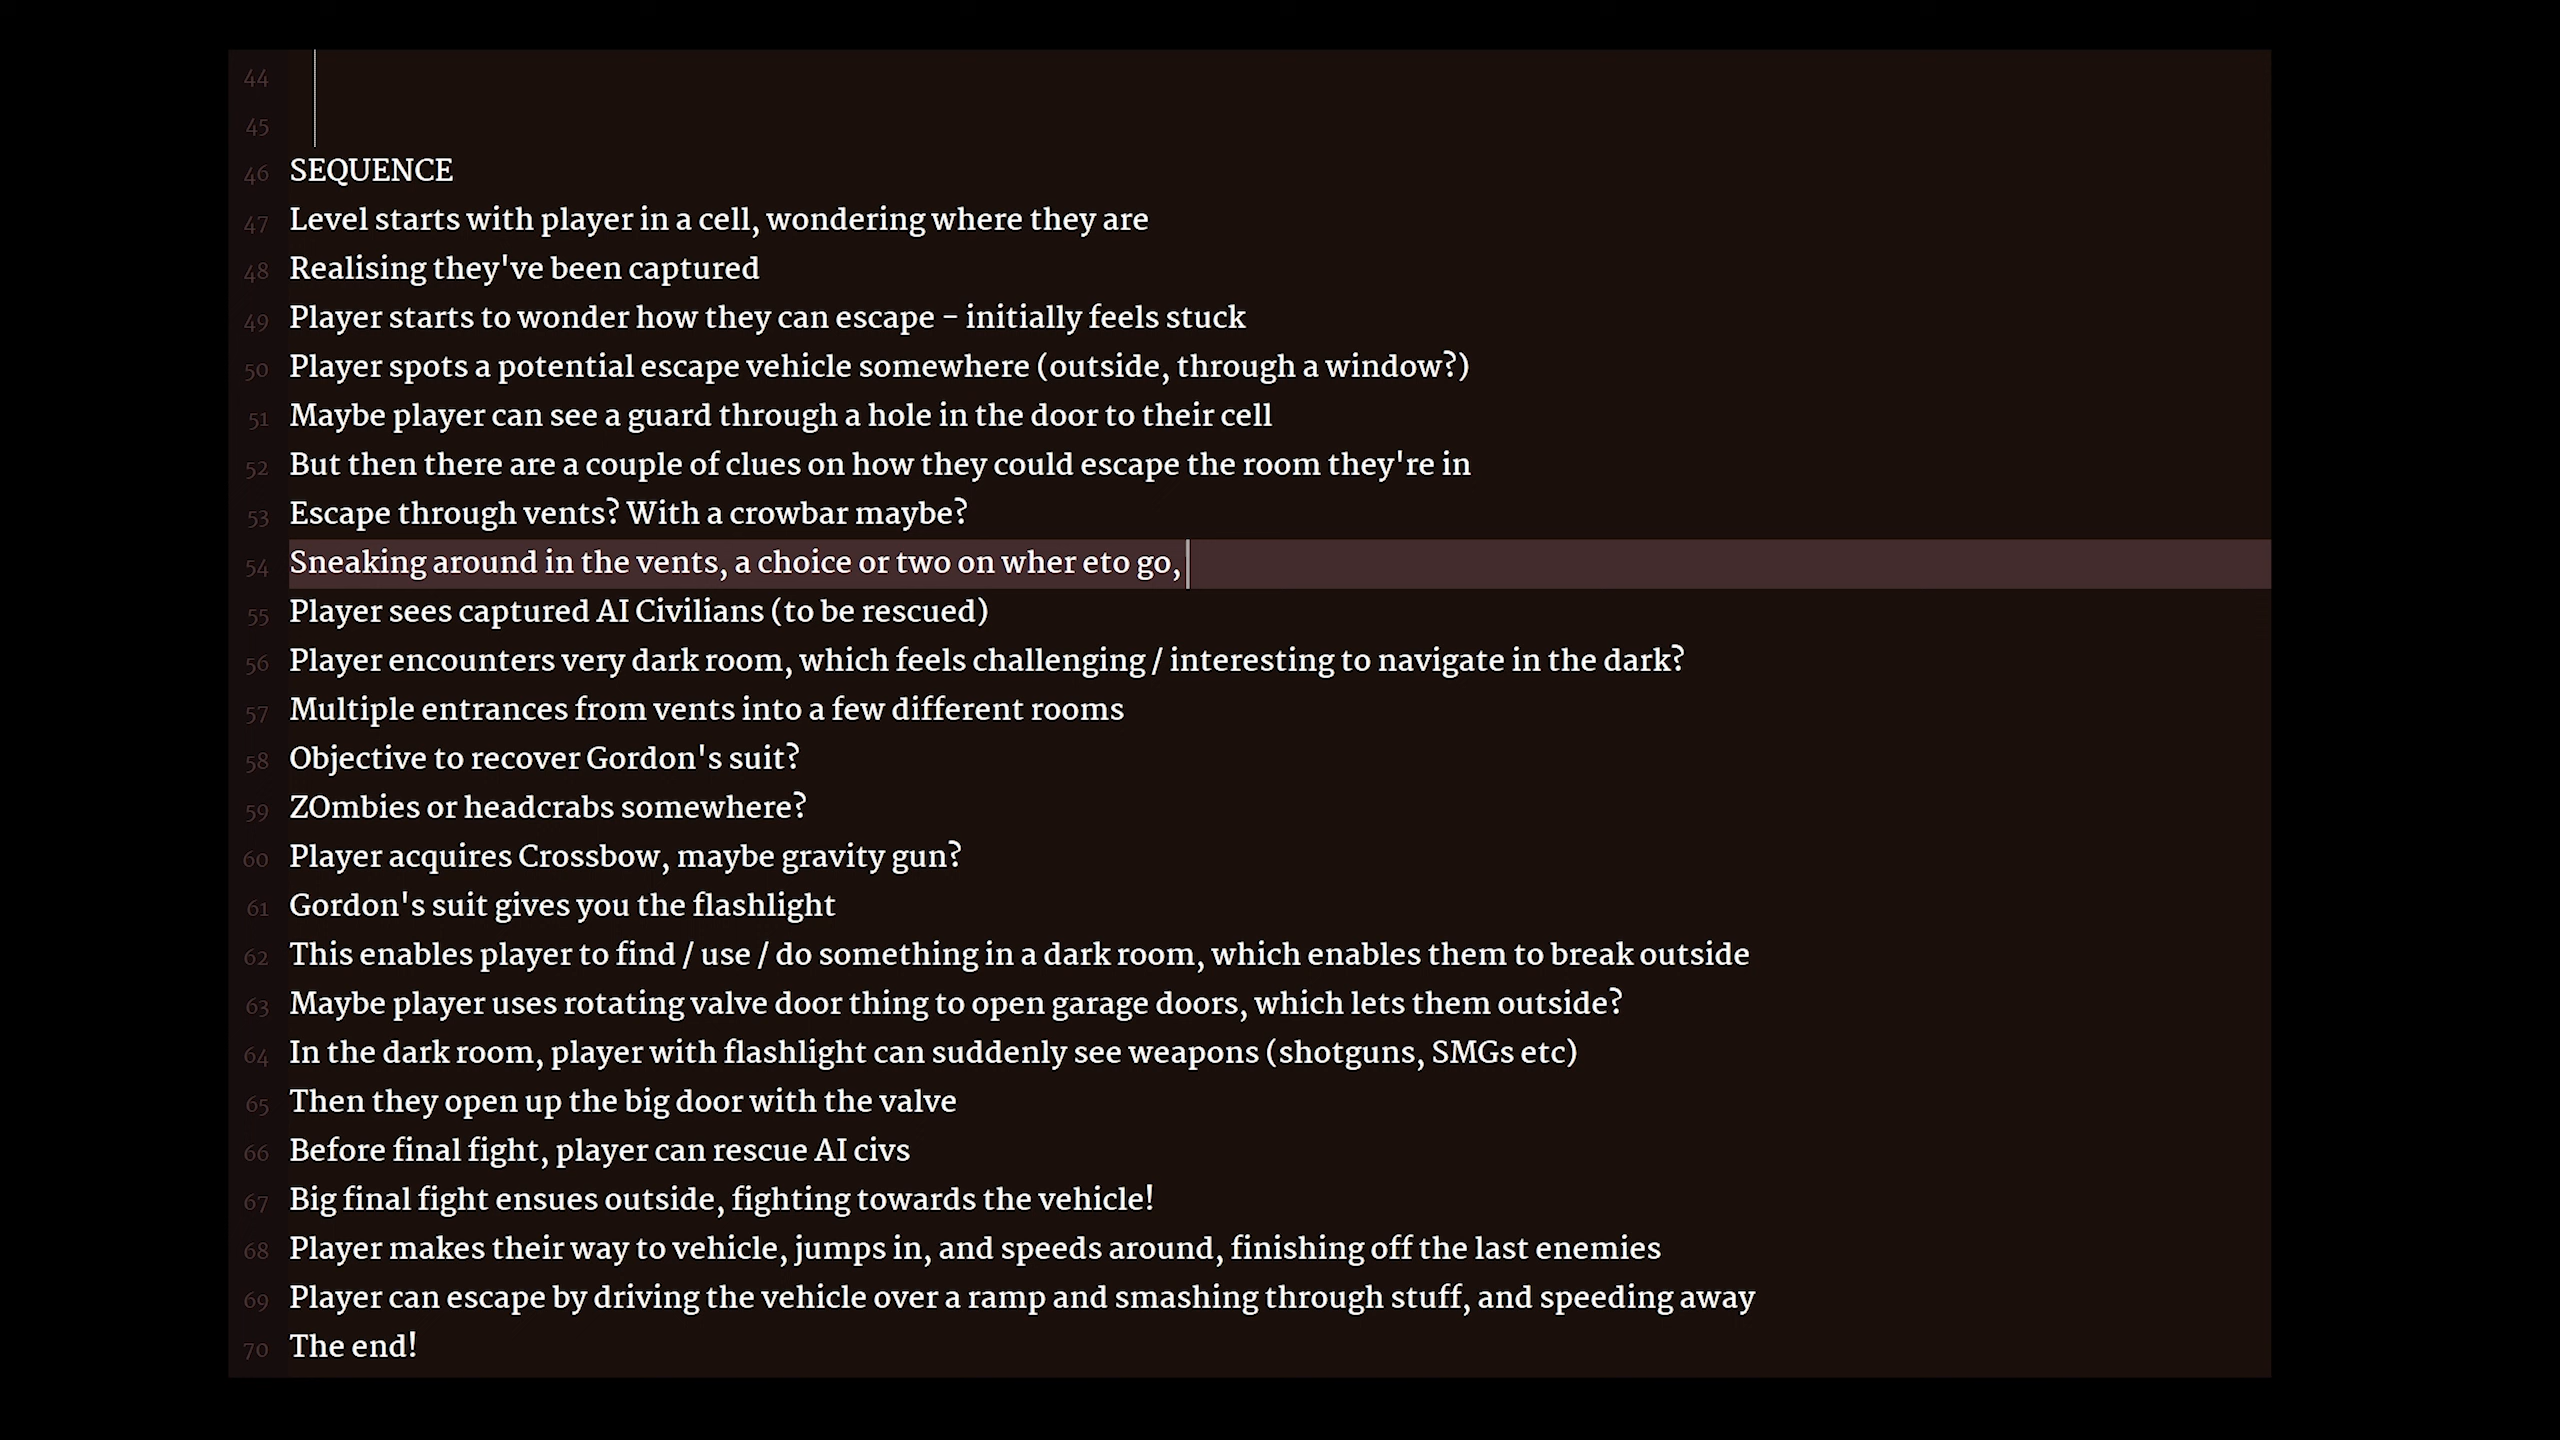 44
45
46 SEQUENCE
47 Level starts with player in a cell, wondering where they are
48 Realising they've been captured
49 Player starts to wonder how they can escape - initially feels stuck
50 Player spots a potential escape vehicle somewhere (outside, through a window?)
51 Maybe player can see a guard through a hole in the door to their cell
52 But then there are a couple of clues on how they could escape the room they're in
53 Escape through vents? With a crowbar maybe?
54 Sneaking around in the vents, a choice or two on wher eto go,
55 Player sees captured AI Civilians (to be rescued)
56 Player encounters very dark room, which feels challenging / interesting to navigate in the dark?
57 Multiple entrances from vents into a few different rooms
58 Objective to recover Gordon's suit?
59 ZOmbies or headcrabs somewhere?
60 Player acquires Crossbow, maybe gravity gun?
61 Gordon's suit gives you the flashlight
62 This enables player to find / use / do something in a dark room, which enables them to break outside
63 Maybe player uses rotating valve door thing to open garage doors, which lets them outside?
64 In the dark room, player with flashlight can suddenly see weapons (shotguns, SMGs etc)
65 Then they open up the big door with the valve
66 Before final fight, player can rescue AI civs
67 Big final fight ensues outside, fighting towards the vehicle!
68 Player makes their way to vehicle, jumps in, and speeds around, finishing off the last enemies
69 Player can escape by driving the vehicle over a ramp and smashing through stuff, and speeding away
70 The end!